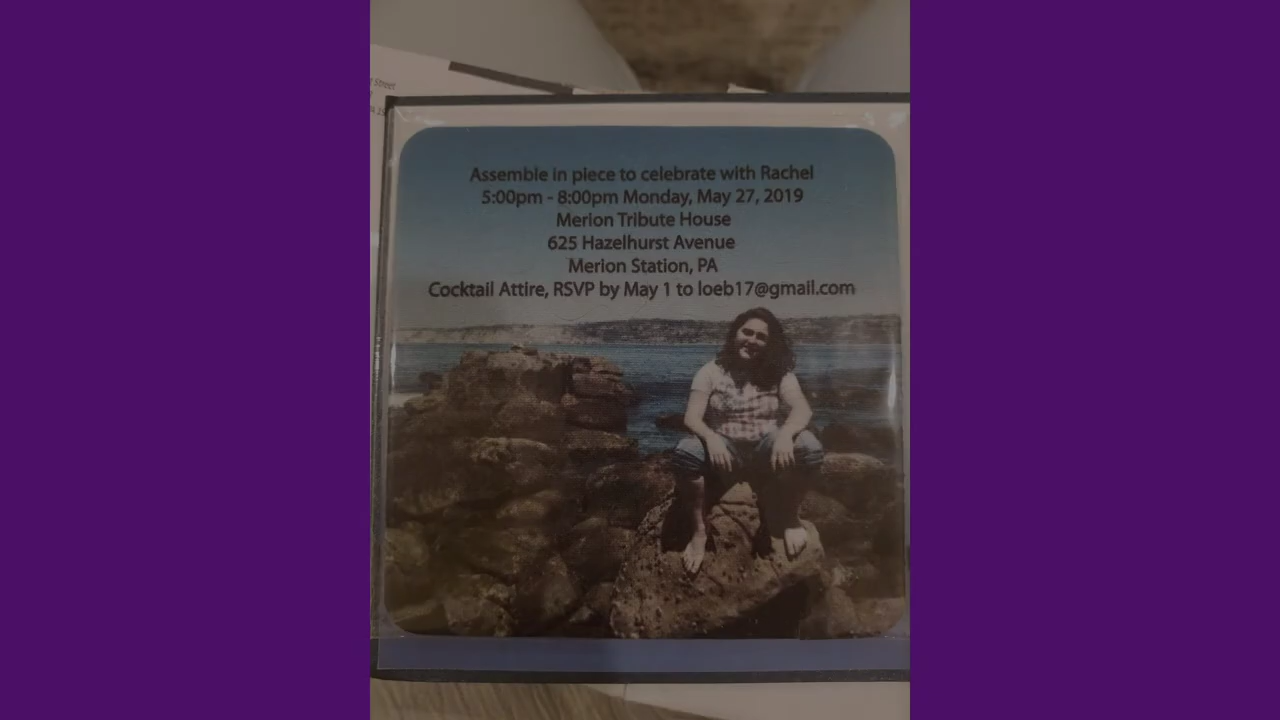 Street
Assemble in piece to celebrate with Rachel
5:00pm - 8:00pm Monday, May 27, 2019
Merion Tribute House
625 Hazelhurst Avenue
Merion Station, PA
Cocktail Attire, RSVP by May 1 to loeb17@gmail.com